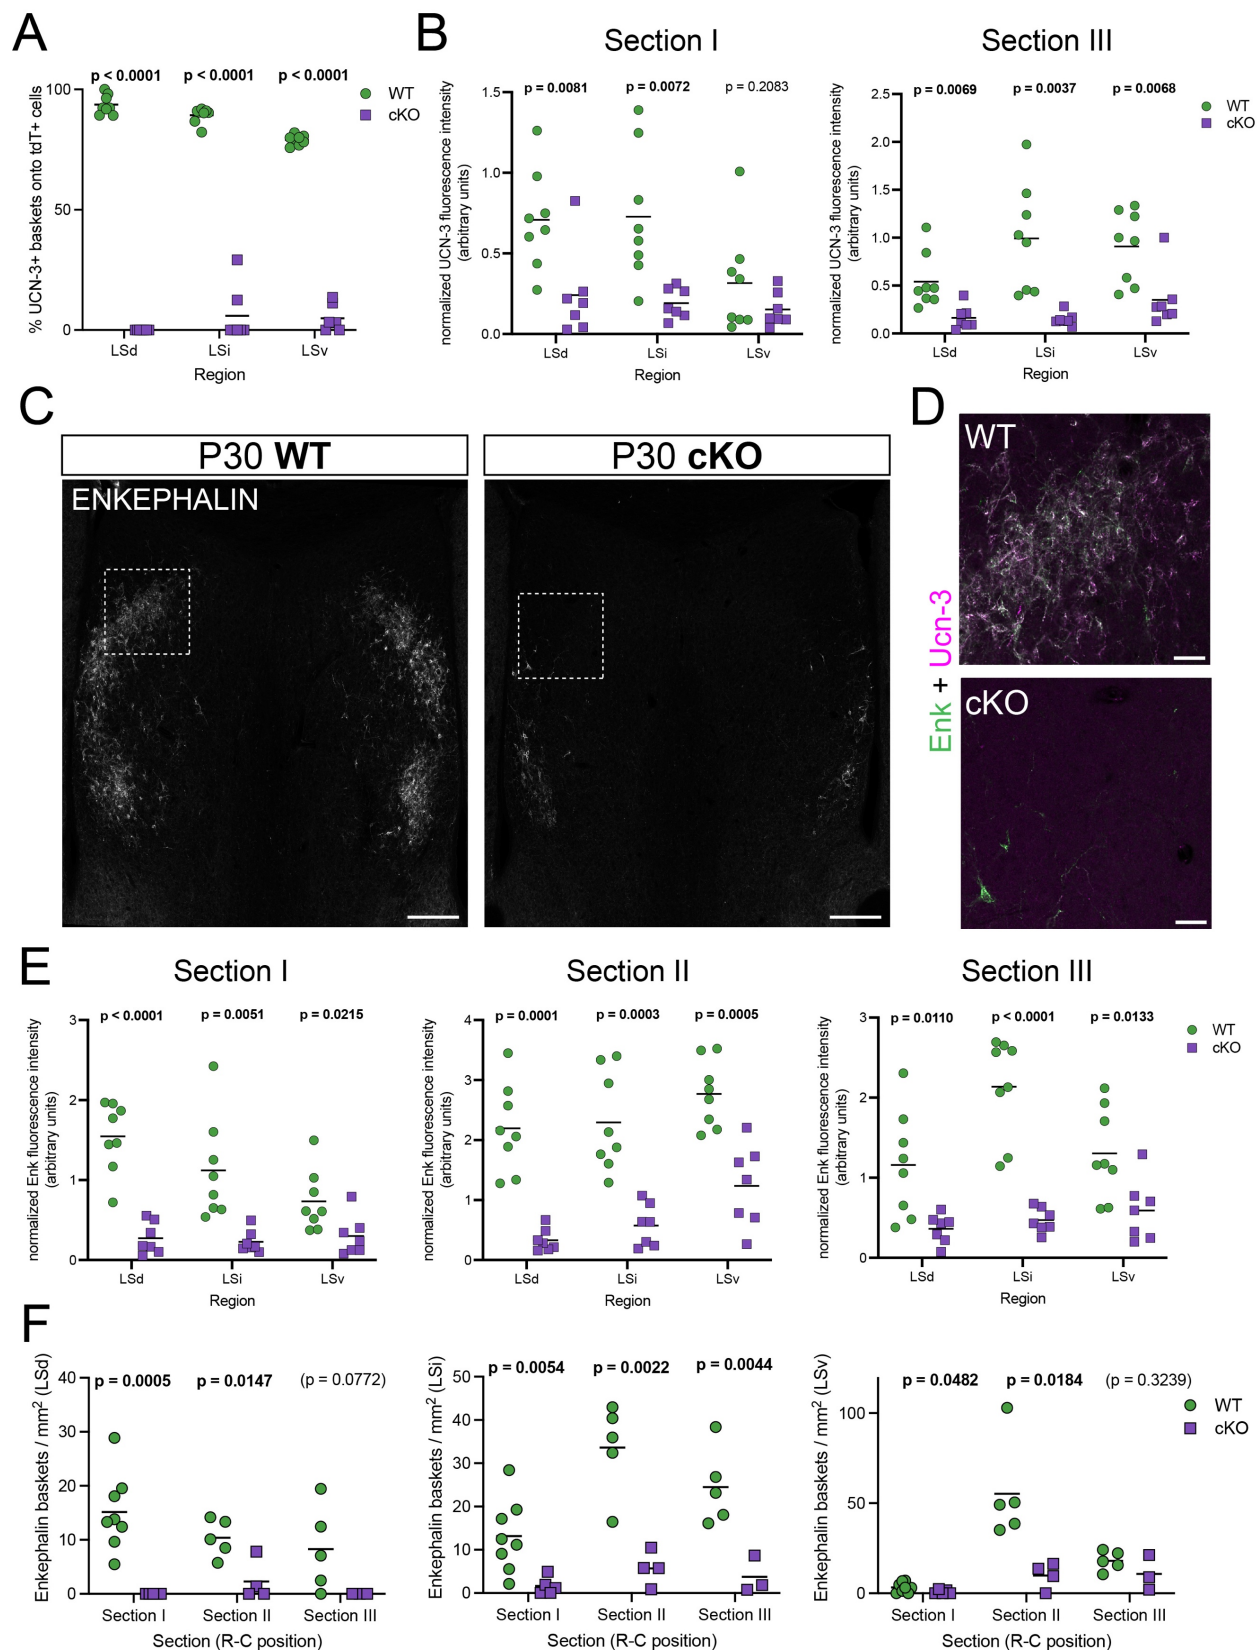 A
B
Section I
Section III
p < 0.0001 p < 0.0001 p < 0.0001
WT
cKO
% UCN-3+ baskets onto tdT+ cells
100
50
0
LSd LSi LSv
Region
normalized UCN-3 fluorescence intensity
(arbitrary units)
p = 0.0081 p = 0.0072 p = 0.2083
1.5
1.0
0.5
0.0
LSd LSi LSv
Region
normalized UCN-3 fluorescence intensity
(arbitrary units)
p = 0.0069 p = 0.0037 p = 0.0068
WT
cKO
2.5
2.0
1.5
1.0
0.5
0.0
LSd LSi LSv
Region
C
P30 WT
P30 cKO
ENKEPHALIN
D
WT
cKO
Enk + Ucn-3
E
Section I
Section II
Section III
normalized Enk fluorescence intensity
(arbitrary units)
p < 0.0001 p = 0.0051 p = 0.0215
3
2
1
0
LSd LSi LSv
Region
normalized Enk fluorescence intensity
(arbitrary units)
p = 0.0001 p = 0.0003 p = 0.0005
4
3
2
1
0
LSd LSi LSv
Region
normalized Enk fluorescence intensity
(arbitrary units)
p = 0.0110 p < 0.0001 p = 0.0133
WT
cKO
3
2
1
0
LSd LSi LSv
Region
F
Enkephalin baskets / mm² (LSd)
p = 0.0005 p = 0.0147 (p = 0.0772)
40
30
20
10
0
Section I Section II Section III
Section (R-C position)
Enkephalin baskets / mm² (LSi)
p = 0.0054 p = 0.0022 p = 0.0044
50
40
30
20
10
0
Section I Section II Section III
Section (R-C position)
Enkephalin baskets / mm² (LSv)
p = 0.0482 p = 0.0184 (p = 0.3239)
WT
cKO
100
50
0
Section I Section II Section III
Section (R-C position)